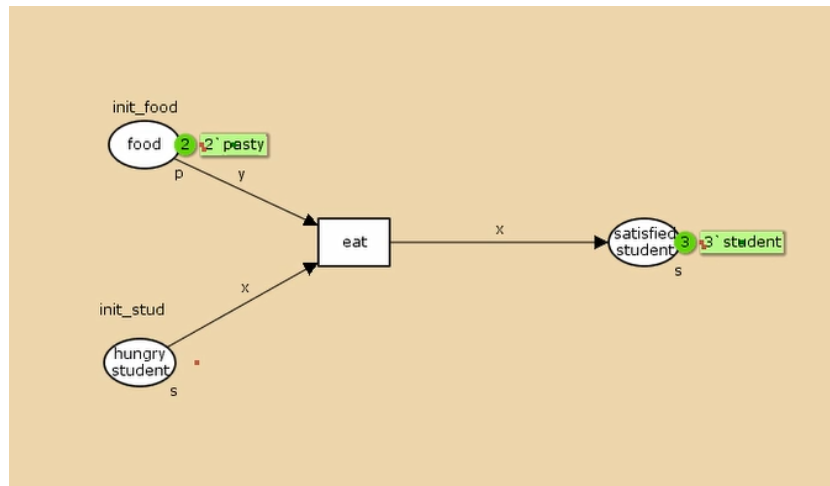 init_food
food
2
2`pasty
p
y
eat
x
satisfied
student
3
3`student
s
x
init_stud
hungry
student
s